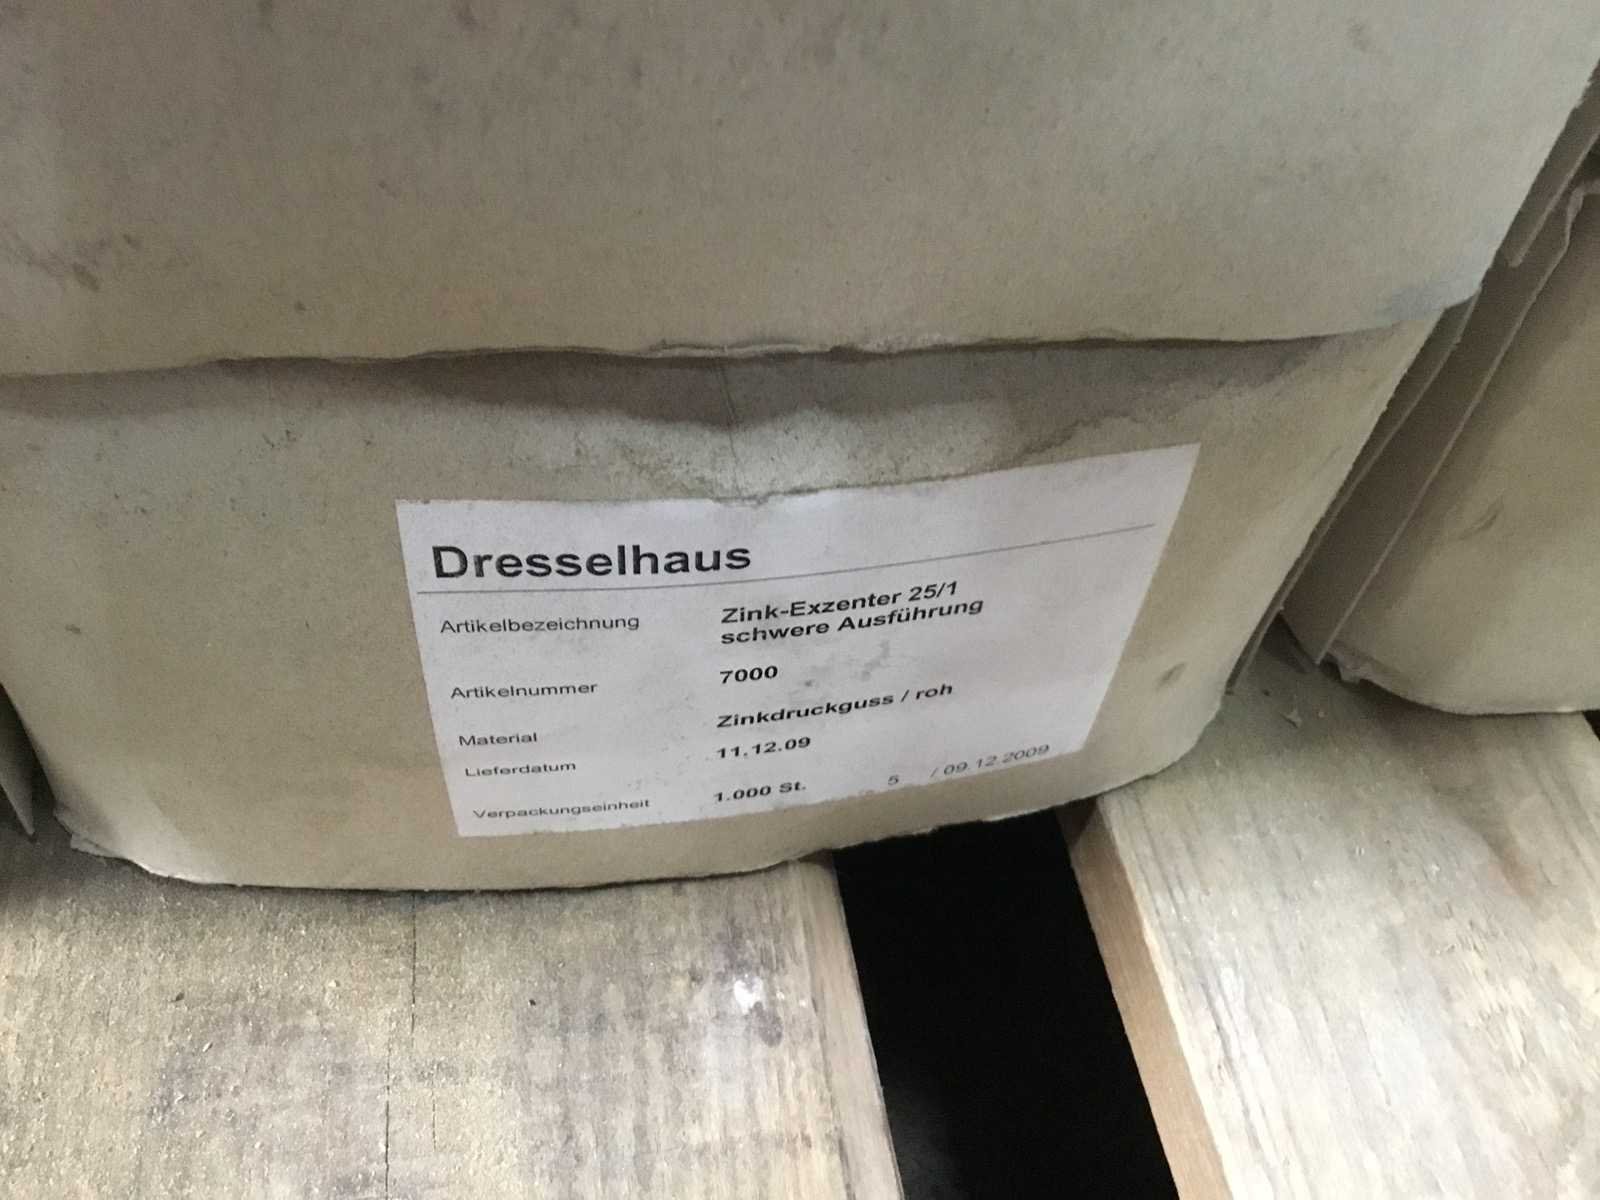 Dresselhaus
Artikelbezeichnung Zink-Exzenter 25/1
schwere Ausführung
Artikelnummer 7000
Material Zinkdruckguss / roh
Lieferdatum 11.12.09
Verpackungseinheit 1.000 St. 5 / 09.12.2009